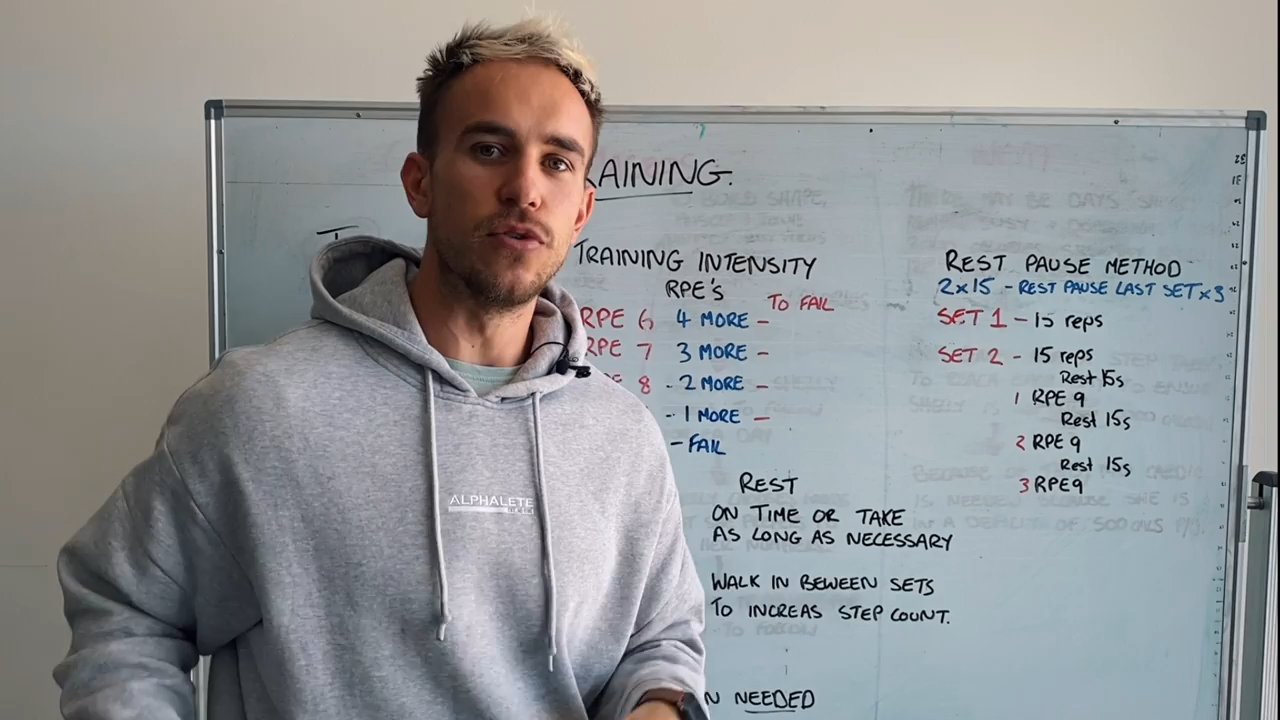 AINING.
TRAINING INTENSITY
RPE'S
TO FAIL
RPE 6 4 MORE -
RPE 7 3 MORE -
8 - 2 MORE -
- 1 MORE -
- FAIL
REST
ON TIME OR TAKE
AS LONG AS NECESSARY
WALK IN BEWEEN SETS
TO INCREAS STEP COUNT.
N NEEDED
REST PAUSE METHOD
2x15 - REST PAUSE LAST SET x3
SET 1 - 15 reps
SET 2 - 15 reps
Rest 15s
1 RPE 9
Rest 15s
2 RPE 9
Rest 15s
3 RPE9
ALPHALETE